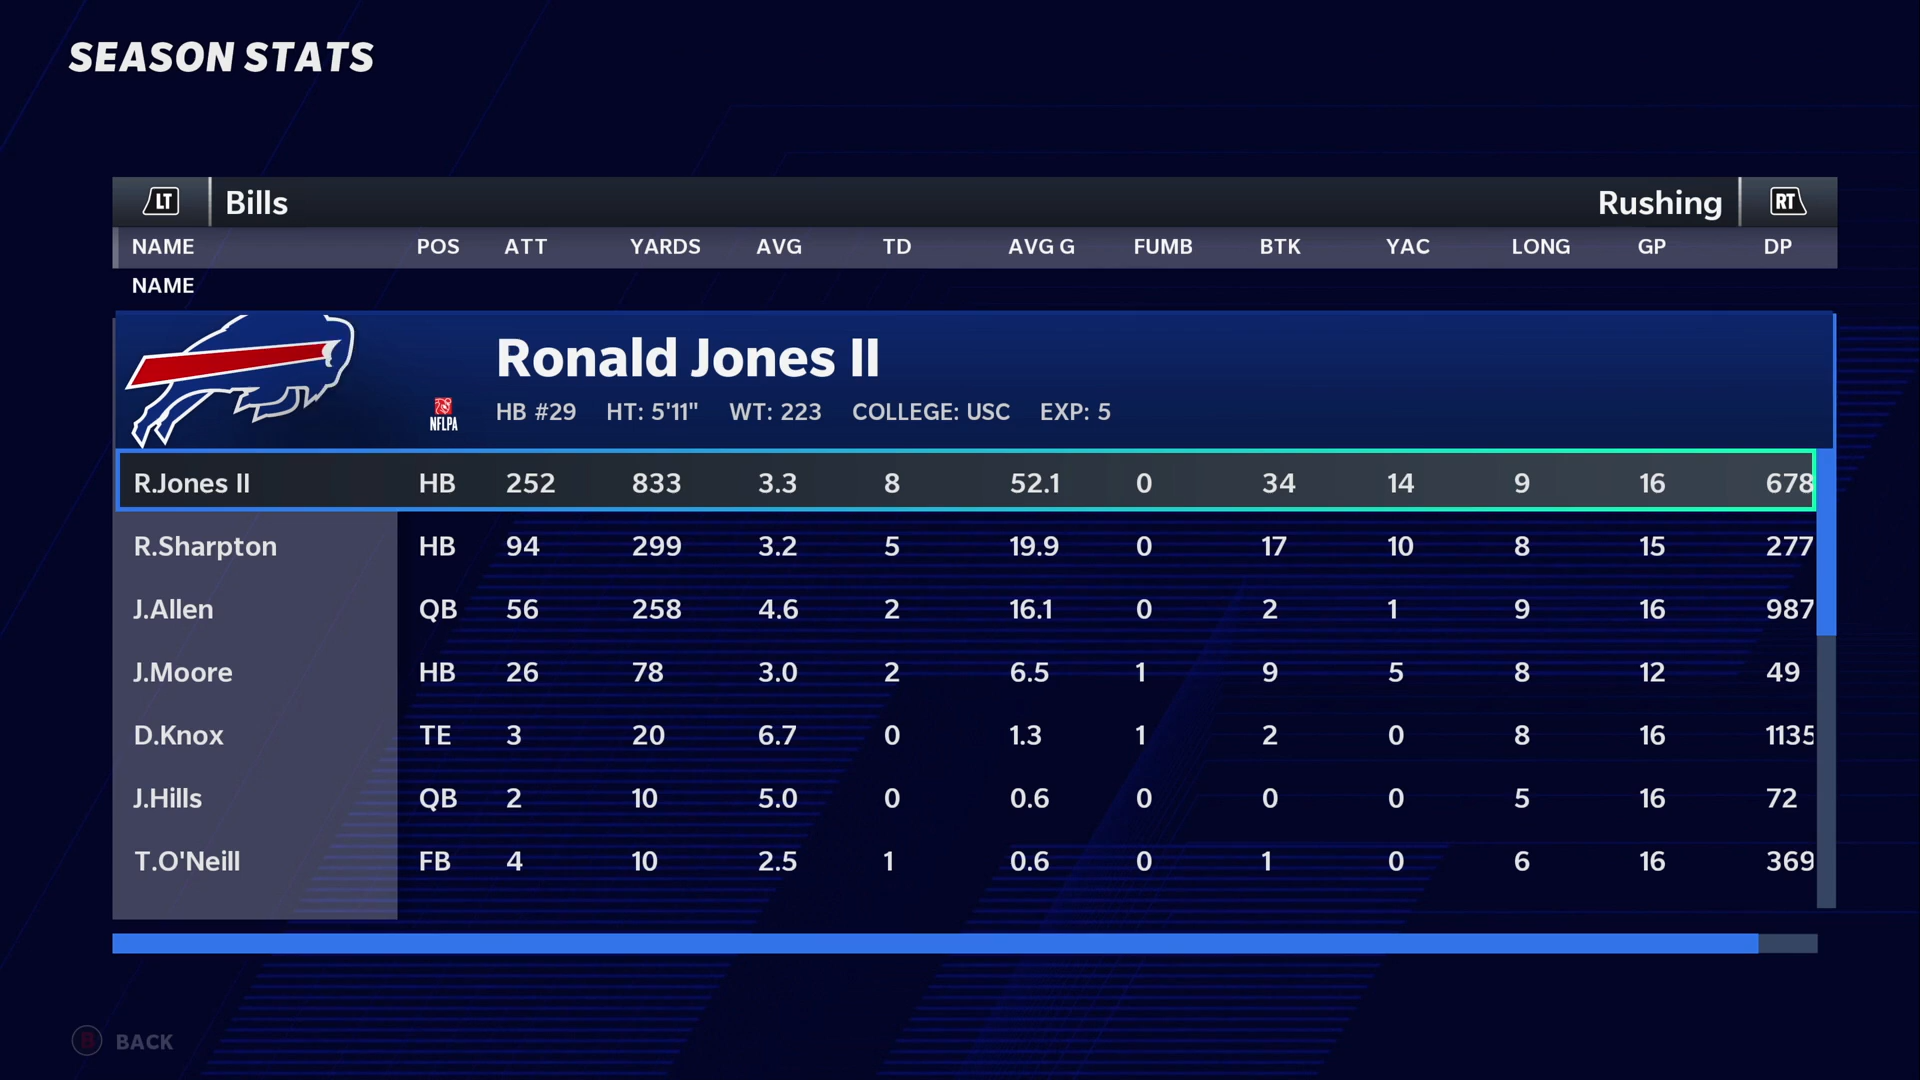 SEASON STATS
LT Bills Rushing RT
NAME POS ATT YARDS AVG TD AVG G FUMB BTK YAC LONG GP DP
NAME
Ronald Jones II
NFLPA HB #29 HT: 5'11" WT: 223 COLLEGE: USC EXP: 5
R.Jones II HB 252 833 3.3 8 52.1 0 34 14 9 16 678
R.Sharpton HB 94 299 3.2 5 19.9 0 17 10 8 15 277
J.Allen QB 56 258 4.6 2 16.1 0 2 1 9 16 987
J.Moore HB 26 78 3.0 2 6.5 1 9 5 8 12 49
D.Knox TE 3 20 6.7 0 1.3 1 2 0 8 16 1135
J.Hills QB 2 10 5.0 0 0.6 0 0 0 5 16 72
T.O'Neill FB 4 10 2.5 1 0.6 0 1 0 6 16 369
B BACK